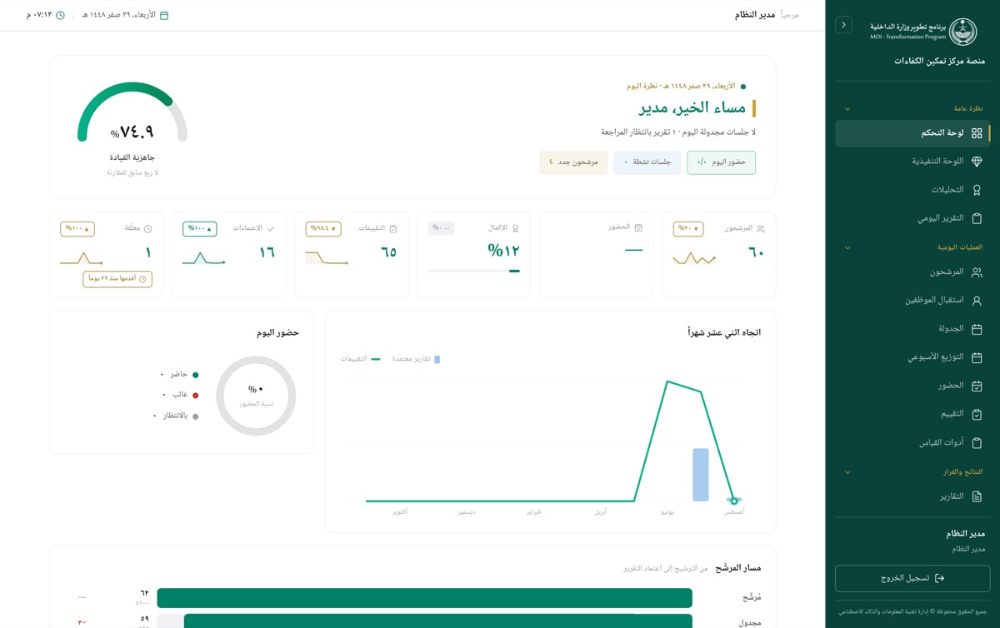 برنامج تطوير وزارة الداخلية
MOI - Transformation Program
منصة مركز تمكين الكفاءات
نظرة عامة
لوحة التحكم
اللوحة التنفيذية
التحليلات
التقرير اليومي
العمليات اليومية
المرشحون
استقبال الموظفين
الجدولة
التوزيع الأسبوعي
الحضور
التقييم
أدوات القياس
النتائج والقرار
التقارير
مدير النظام
مدير النظام
تسجيل الخروج
جميع الحقوق محفوظة © إدارة تقنية المعلومات والذكاء الاصطناعي
مرحباً مدير النظام
الأربعاء، ٢٩ صفر ١٤٤٨ هـ
٠٧:١٣ م
الأربعاء، ٢٩ صفر ١٤٤٨ هـ · نظرة اليوم
مساء الخير، مدير
لا جلسات مجدولة اليوم · ١ تقرير بانتظار المراجعة
حضور اليوم ٠/٠
جلسات نشطة ٠
مرشحون جدد ٤
%٧٤.٩
جاهزية القيادة
لا ربع سابق للمقارنة
المرشحون
▼ %٢٠
٦٠
الحضور
—
الإكمال
— %٠
%١٢
التقييمات
▼ %٩٨.٤
٦٥
الاعتمادات
▲ %١٠٠
١٦
معلّقة
▲ %١٠٠
١
أقدمها منذ ٢٩ يوماً
اتجاه اثني عشر شهراً
تقارير معتمدة
التقييمات
أكتوبر
ديسمبر
فبراير
أبريل
يونيو
أغسطس
حضور اليوم
%٠
نسبة الحضور
حاضر ٠
غائب ٠
بالانتظار ٠
مسار المرشّح من الترشيح إلى اعتماد التقرير
مُرشَّح
٦٢
٪١٠٠
—
مجدول
٥٩
−٣